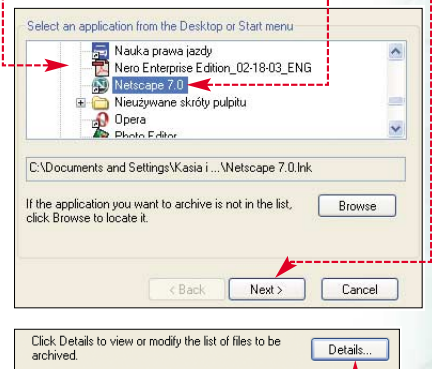 Select an application from the Desktop or Start menu
Nauka prawa jazdy
Nero Enterprise Edition_02-18-03_ENG
Netscape 7.0
Nieużywane skróty pulpitu
Opera
Photo Editor
C:\Documents and Settings\Kasia i ...\Netscape 7.0.lnk
If the application you want to archive is not in the list,
click Browse to locate it.
Browse
< Back
Next >
Cancel
Click Details to view or modify the list of files to be
archived.
Details...